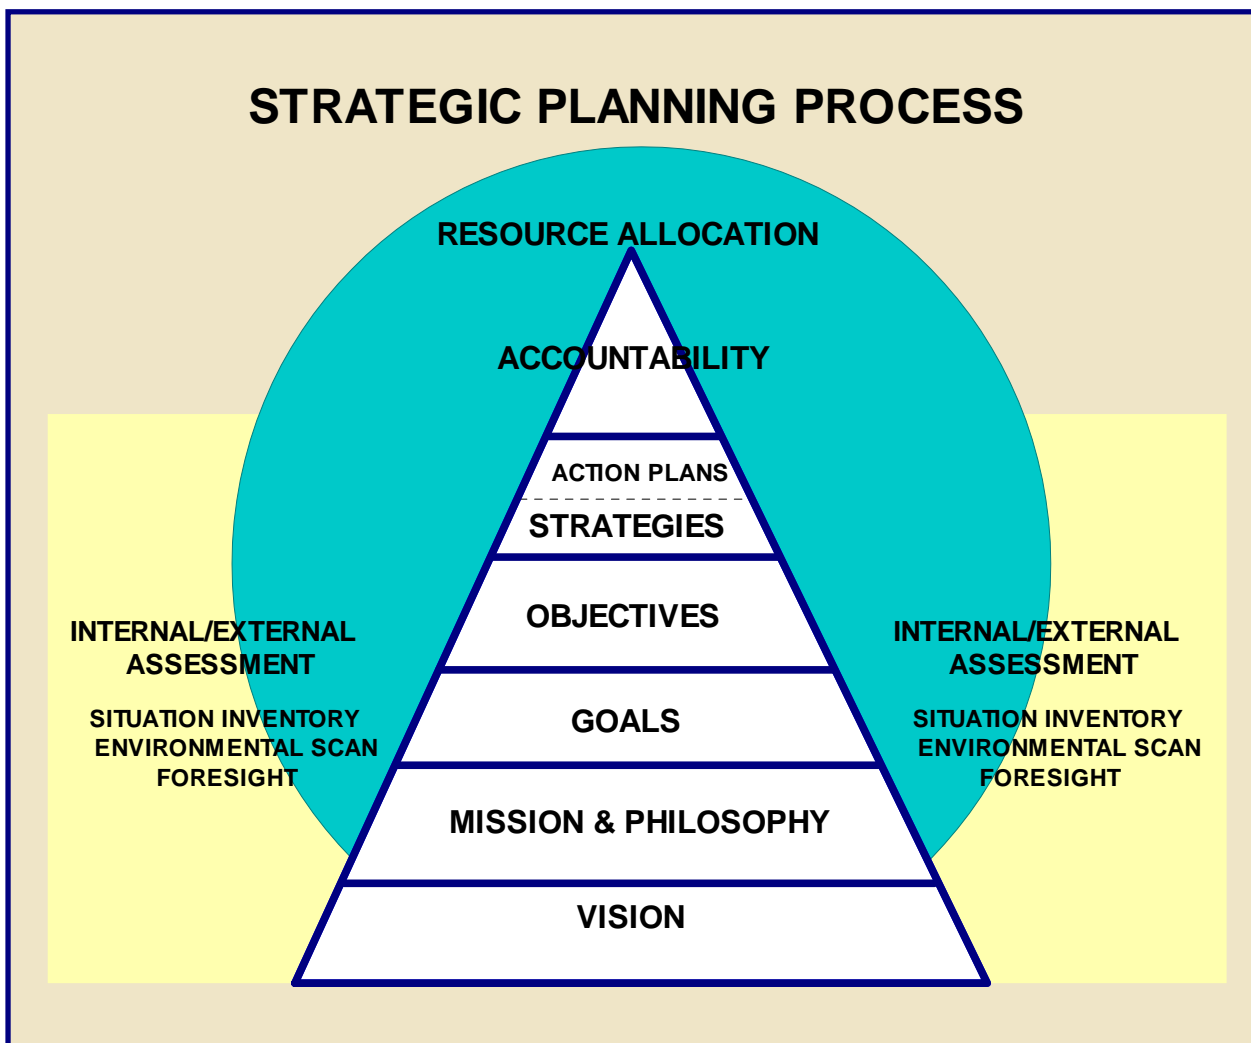 STRATEGIC PLANNING PROCESS
RESOURCE ALLOCATION
ACCOUNTABILITY
ACTION PLANS
STRATEGIES
OBJECTIVES
GOALS
MISSION & PHILOSOPHY
VISION
INTERNAL/EXTERNAL
ASSESSMENT
SITUATION INVENTORY
ENVIRONMENTAL SCAN
FORESIGHT
INTERNAL/EXTERNAL
ASSESSMENT
SITUATION INVENTORY
ENVIRONMENTAL SCAN
FORESIGHT